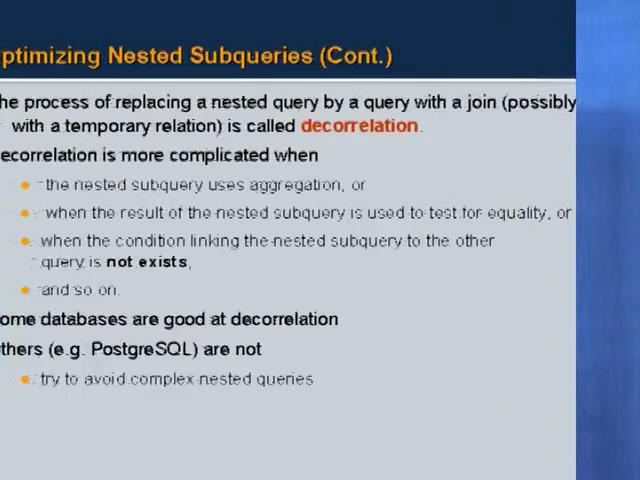 ptimizing Nested Subqueries (Cont.)
he process of replacing a nested query by a query with a join (possibly
with a temporary relation) is called decorrelation.
ecorrelation is more complicated when
the nested subquery uses aggregation, or
when the result of the nested subquery is used to test for equality, or
when the condition linking the nested subquery to the other
query is not exists,
and so on.
ome databases are good at decorrelation
thers (e.g. PostgreSQL) are not
try to avoid complex nested queries